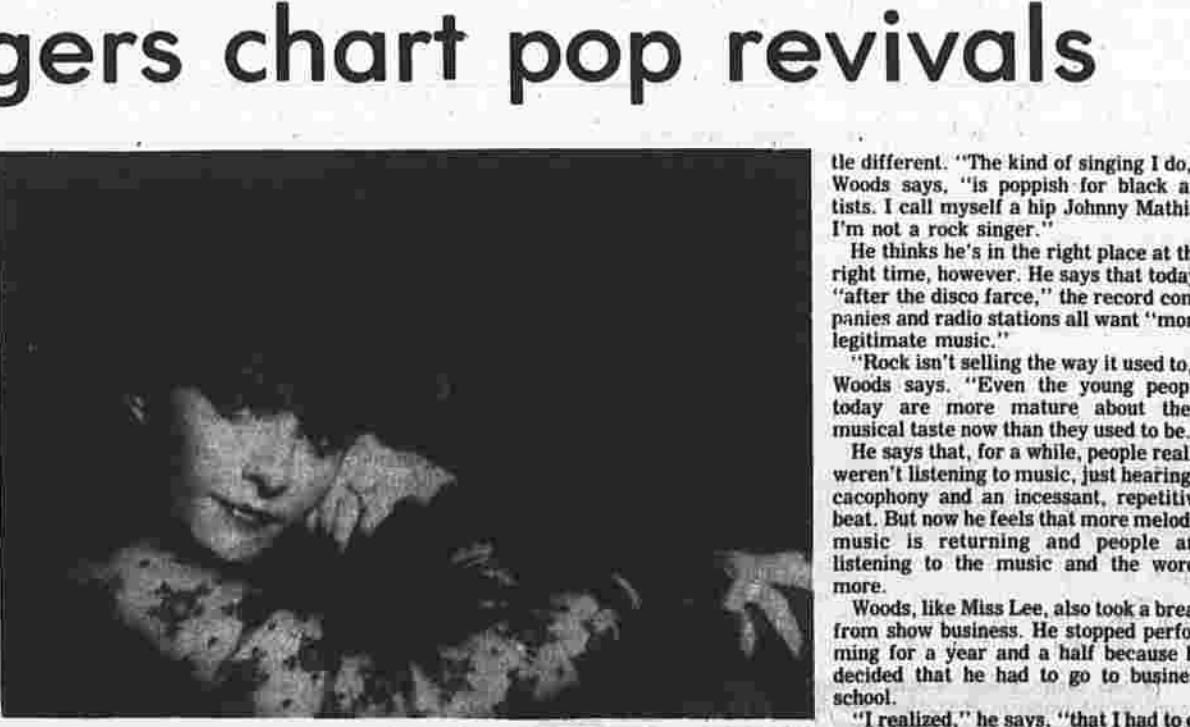 gers chart pop revivals
tle different. "The kind of singing I do,
Woods says, "is poppish for black a
tists. I call myself a hip Johnny Mathi
I'm not a rock singer."
He thinks he's in the right place at th
right time, however. He says that toda
"after the disco farce," the record com
panies and radio stations all want "mor
legitimate music."
"Rock isn't selling the way it used to,
Woods says. "Even the young peop
today are more mature about the
musical taste now than they used to be.
He says that, for a while, people real
weren't listening to music, just hearing
cacophony and an incessant, repetitiv
beat. But now he feels that more melod
music is returning and people ar
listening to the music and the word
more.
Woods, like Miss Lee, also took a brea
from show business. He stopped perfo
ming for a year and a half because h
decided that he had to go to busine
school.
"I realized," he says, "that I had to